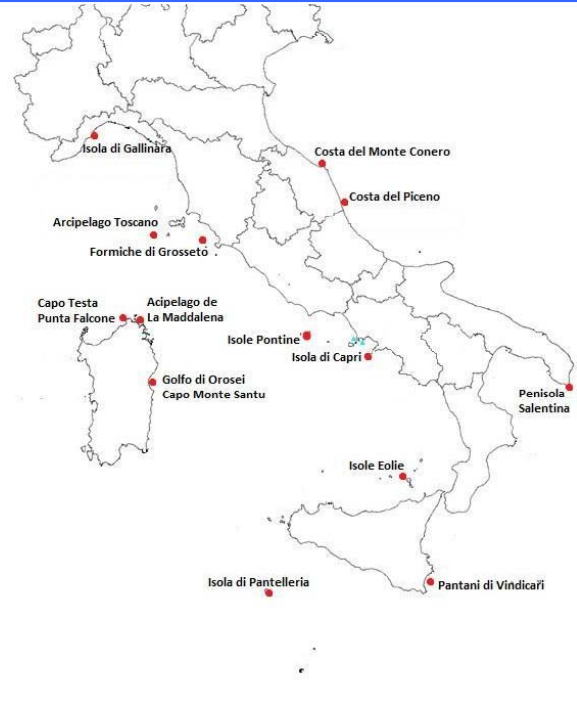 Isola di Gallinara
Costa del Monte Conero
Costa del Piceno
Arcipelago Toscano
Formiche di Grosseto
Capo Testa
Punta Falcone
Acipelago de
La Maddalena
Isole Pontine
Isola di Capri
Golfo di Orosei
Capo Monte Santu
Penisola
Salentina
Isole Eolie
Isola di Pantelleria
Pantani di Vindicari